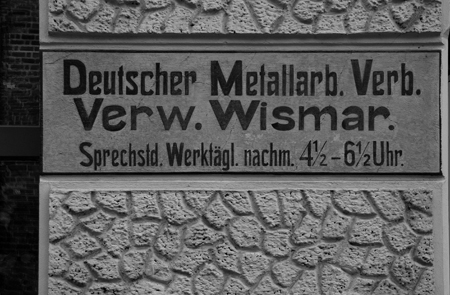 Deutscher Metallarb. Verb.
Verw. Wismar.
Sprechstd. Werktägl. nachm. 4½–6½ Uhr.